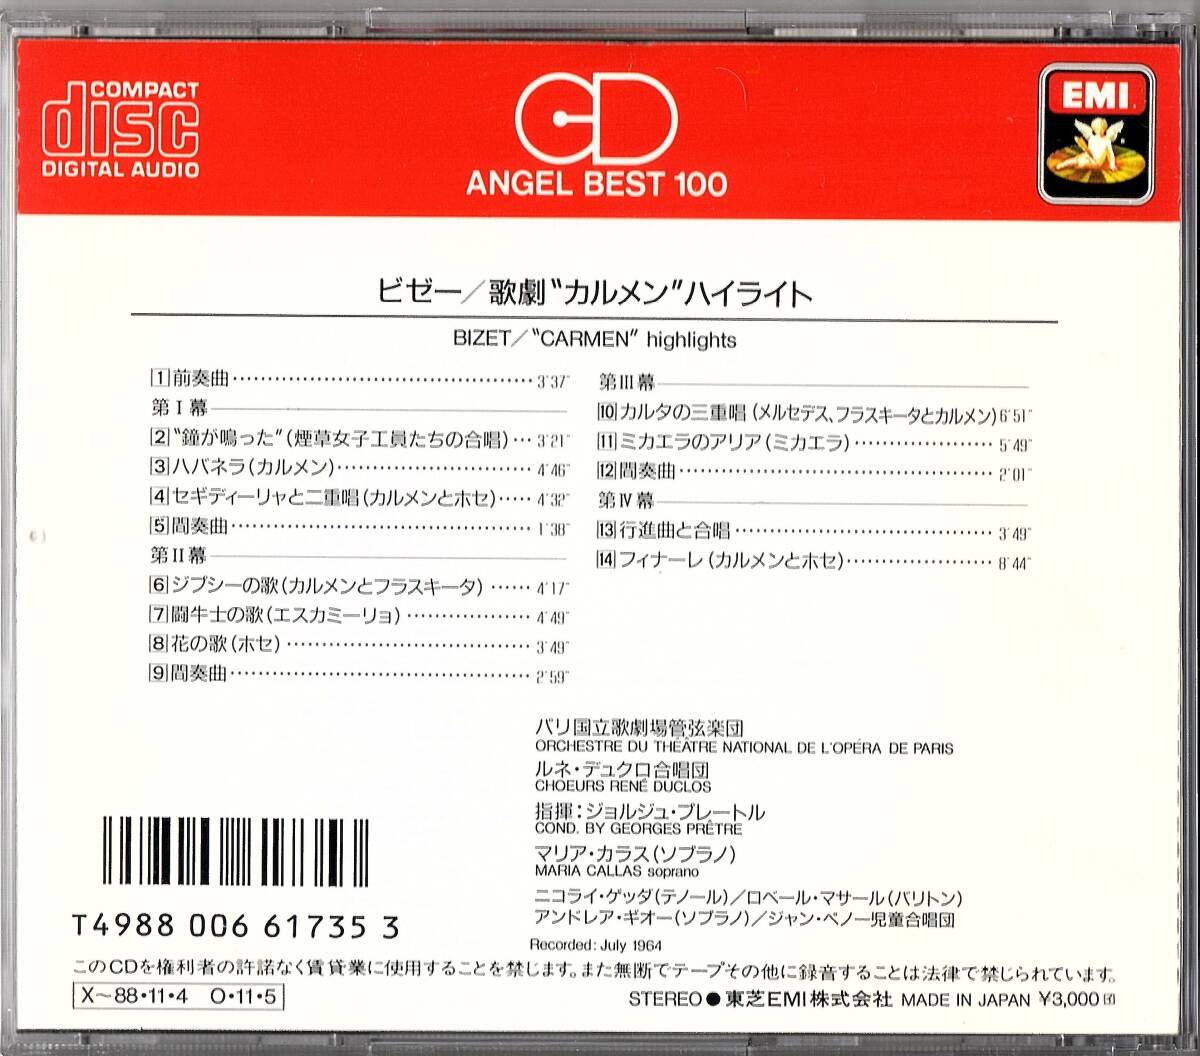 COMPACT
disc
DIGITAL AUDIO
CD
ANGEL BEST 100
EMI
ビゼー／歌劇“カルメン”ハイライト
BIZET／“CARMEN” highlights
1 前奏曲 3′37″
第Ⅰ幕
2 “鐘が鳴った”(煙草女子工員たちの合唱) 3′21″
3 ハバネラ(カルメン) 4′46″
4 セギディーリャと二重唱(カルメンとホセ) 4′32″
5 間奏曲 1′38″
第Ⅱ幕
6 ジプシーの歌(カルメンとフラスキータ) 4′17″
7 闘牛士の歌(エスカミーリョ) 4′49″
8 花の歌(ホセ) 3′49″
9 間奏曲 2′59″
第Ⅲ幕
10 カルタの三重唱(メルセデス、フラスキータとカルメン) 6′51″
11 ミカエラのアリア(ミカエラ) 5′49″
12 間奏曲 2′01″
第Ⅳ幕
13 行進曲と合唱 3′49″
14 フィナーレ(カルメンとホセ) 8′44″
パリ国立歌劇場管弦楽団
ORCHESTRE DU THÉÂTRE NATIONAL DE L'OPÉRA DE PARIS
ルネ・デュクロ合唱団
CHOEURS RENÉ DUCLOS
指揮：ジョルジュ・プレートル
COND. BY GEORGES PRÊTRE
マリア・カラス(ソプラノ)
MARIA CALLAS soprano
ニコライ・ゲッダ(テノール)／ロベール・マサール(バリトン)
アンドレア・ギオー(ソプラノ)／ジャン・ペノー児童合唱団
Recorded: July 1964
T4988 006 61735 3
このCDを権利者の許諾なく賃貸業に使用することを禁じます。また無断でテープその他に録音することは法律で禁じられています。
X〜88・11・4 O・11・5
STEREO ● 東芝EMI株式会社 MADE IN JAPAN ¥3,000